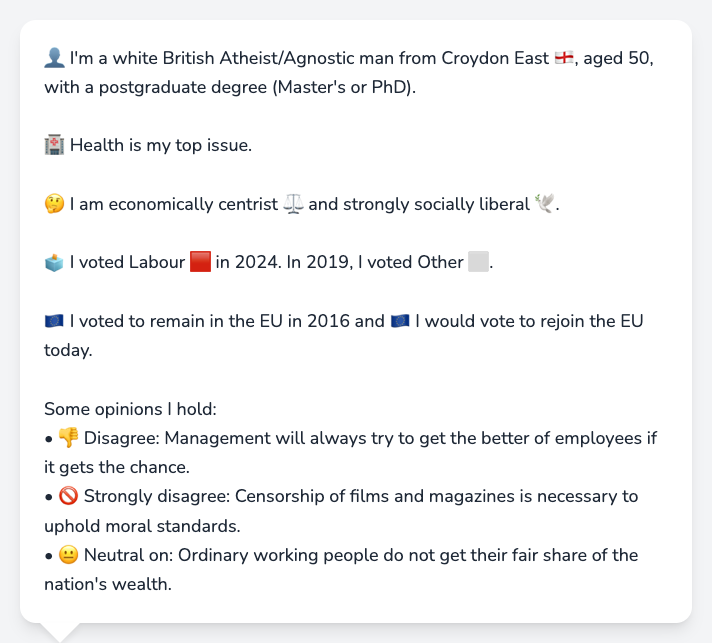 👤 I'm a white British Atheist/Agnostic man from Croydon East 🏴󠁧󠁢󠁥󠁮󠁧󠁿, aged 50,
with a postgraduate degree (Master's or PhD).
🏥 Health is my top issue.
🤔 I am economically centrist ⚖️ and strongly socially liberal 🕊️.
🗳️ I voted Labour 🟥 in 2024. In 2019, I voted Other ⬜.
🇪🇺 I voted to remain in the EU in 2016 and 🇪🇺 I would vote to rejoin the EU
today.
Some opinions I hold:
• 👎 Disagree: Management will always try to get the better of employees if
it gets the chance.
• 🚫 Strongly disagree: Censorship of films and magazines is necessary to
uphold moral standards.
• 😐 Neutral on: Ordinary working people do not get their fair share of the
nation's wealth.